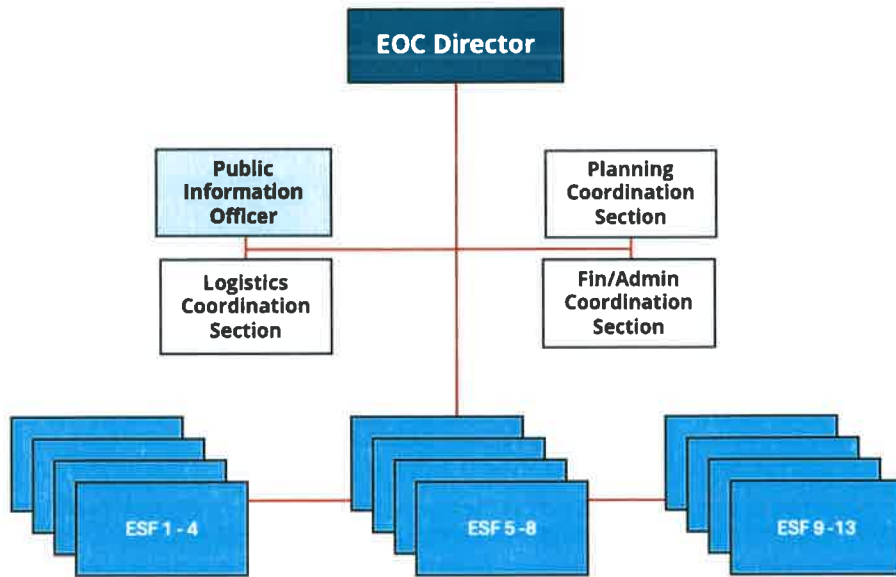 EOC Director
Public
Information
Officer
Planning
Coordination
Section
Logistics
Coordination
Section
Fin/Admin
Coordination
Section
ESF 1 - 4
ESF 5 -8
ESF 9 -13